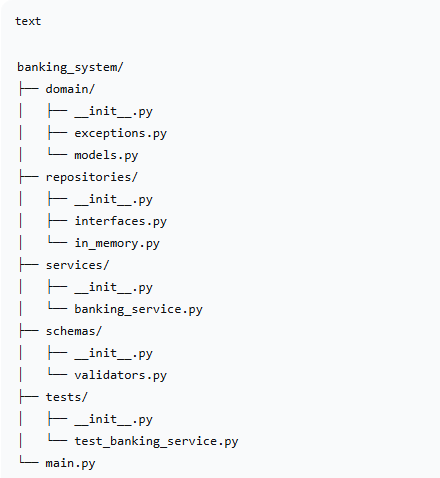 text
banking_system/
├── domain/
│   ├── __init__.py
│   ├── exceptions.py
│   └── models.py
├── repositories/
│   ├── __init__.py
│   ├── interfaces.py
│   └── in_memory.py
├── services/
│   ├── __init__.py
│   └── banking_service.py
├── schemas/
│   ├── __init__.py
│   └── validators.py
├── tests/
│   ├── __init__.py
│   └── test_banking_service.py
└── main.py